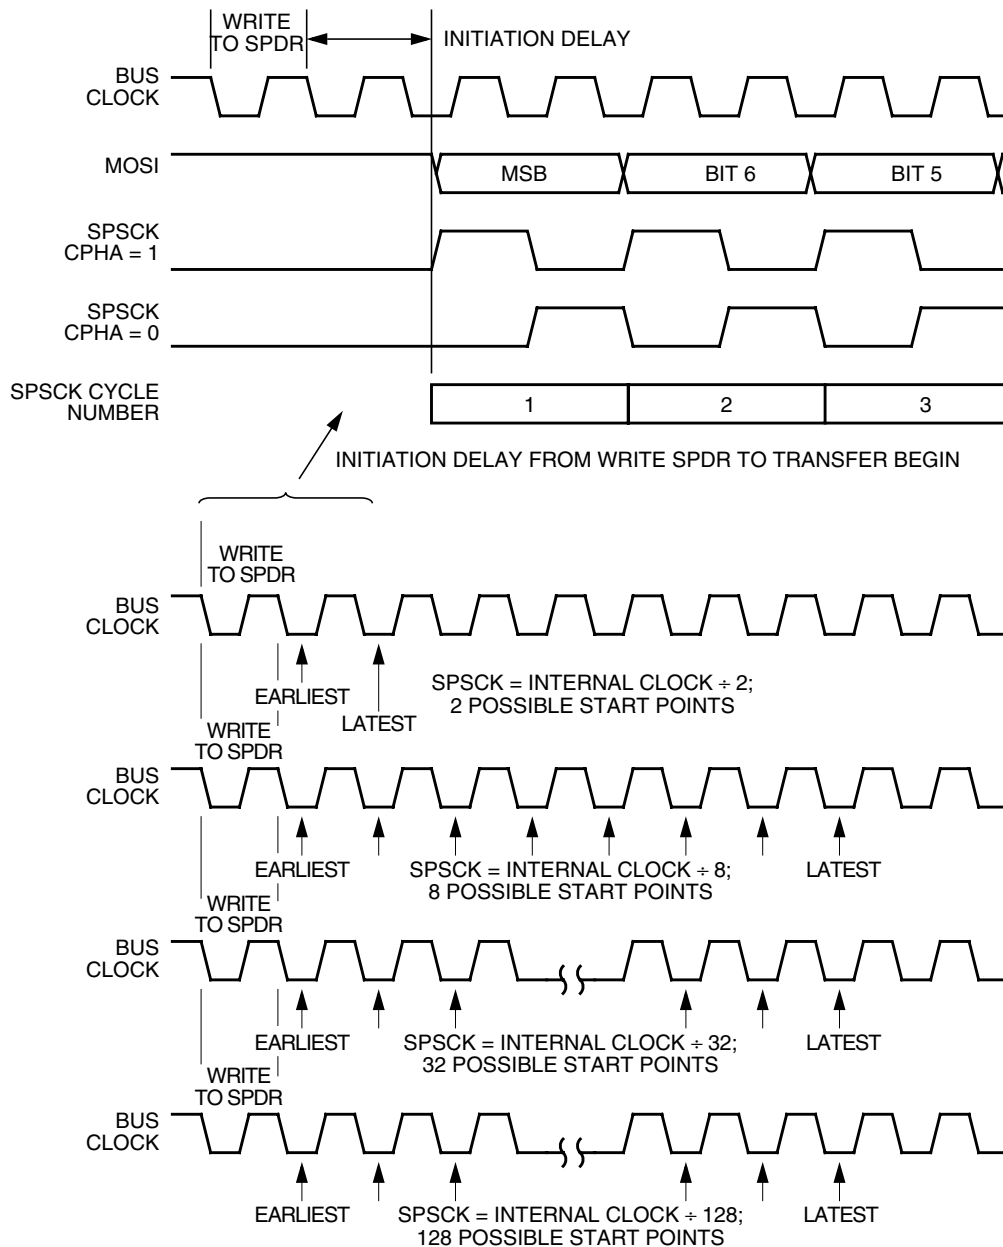 WRITE
TO SPDR
INITIATION DELAY
BUS
CLOCK
MOSI
MSB
BIT 6
BIT 5
SPSCK
CPHA = 1
SPSCK
CPHA = 0
SPSCK CYCLE
NUMBER
1
2
3
INITIATION DELAY FROM WRITE SPDR TO TRANSFER BEGIN
WRITE
TO SPDR
BUS
CLOCK
EARLIEST
LATEST
SPSCK = INTERNAL CLOCK ÷ 2;
2 POSSIBLE START POINTS
WRITE
TO SPDR
BUS
CLOCK
EARLIEST
SPSCK = INTERNAL CLOCK ÷ 8;
8 POSSIBLE START POINTS
LATEST
WRITE
TO SPDR
BUS
CLOCK
EARLIEST
SPSCK = INTERNAL CLOCK ÷ 32;
32 POSSIBLE START POINTS
LATEST
WRITE
TO SPDR
BUS
CLOCK
EARLIEST
SPSCK = INTERNAL CLOCK ÷ 128;
128 POSSIBLE START POINTS
LATEST